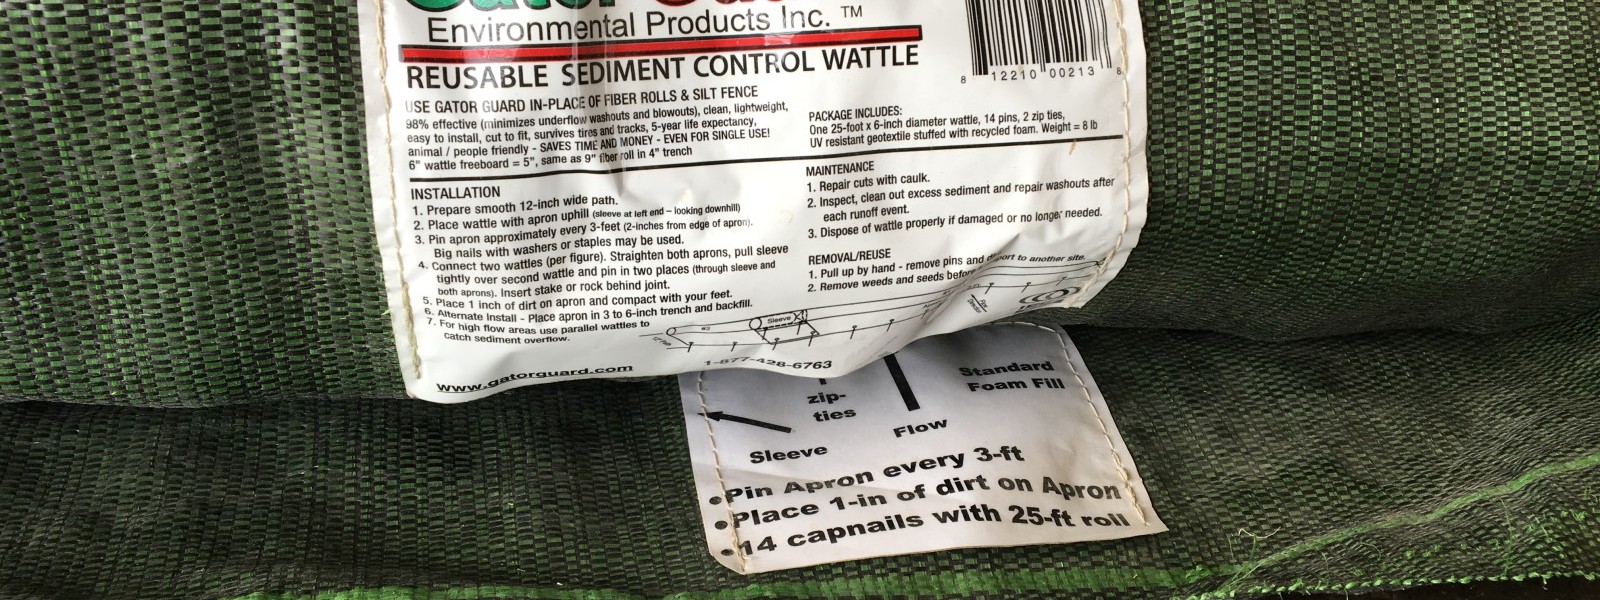 Environmental Products Inc. ™
REUSABLE SEDIMENT CONTROL WATTLE
8 12210 00213 8
USE GATOR GUARD IN-PLACE OF FIBER ROLLS & SILT FENCE
98% effective (minimizes underflow washouts and blowouts), clean, lightweight,
easy to install, cut to fit, survives tires and tracks, 5-year life expectancy,
animal / people friendly - SAVES TIME AND MONEY - EVEN FOR SINGLE USE!
6" wattle freeboard = 5", same as 9" fiber roll in 4" trench
PACKAGE INCLUDES:
One 25-foot x 6-inch diameter wattle, 14 pins, 2 zip ties,
UV resistant geotextile stuffed with recycled foam. Weight = 8 lb
INSTALLATION
1. Prepare smooth 12-inch wide path.
2. Place wattle with apron uphill (sleeve at left end – looking downhill)
3. Pin apron approximately every 3-feet (2-inches from edge of apron).
Big nails with washers or staples may be used.
4. Connect two wattles (per figure). Straighten both aprons, pull sleeve
tightly over second wattle and pin in two places (through sleeve and
both aprons). Insert stake or rock behind joint.
5. Place 1 inch of dirt on apron and compact with your feet.
6. Alternate Install - Place apron in 3 to 6-inch trench and backfill.
7. For high flow areas use parallel wattles to
catch sediment overflow.
MAINTENANCE
1. Repair cuts with caulk.
2. Inspect, clean out excess sediment and repair washouts after
each runoff event.
3. Dispose of wattle properly if damaged or no longer needed.
REMOVAL/REUSE
1. Pull up by hand - remove pins and port to another site.
2. Remove weeds and seeds before
#2
Sleeve
Flow
www.gatorguard.com
1-877-428-6763
zip-
ties
Standard
Foam Fill
Sleeve
Flow
•Pin Apron every 3-ft
•Place 1-in of dirt on Apron
•14 capnails with 25-ft roll